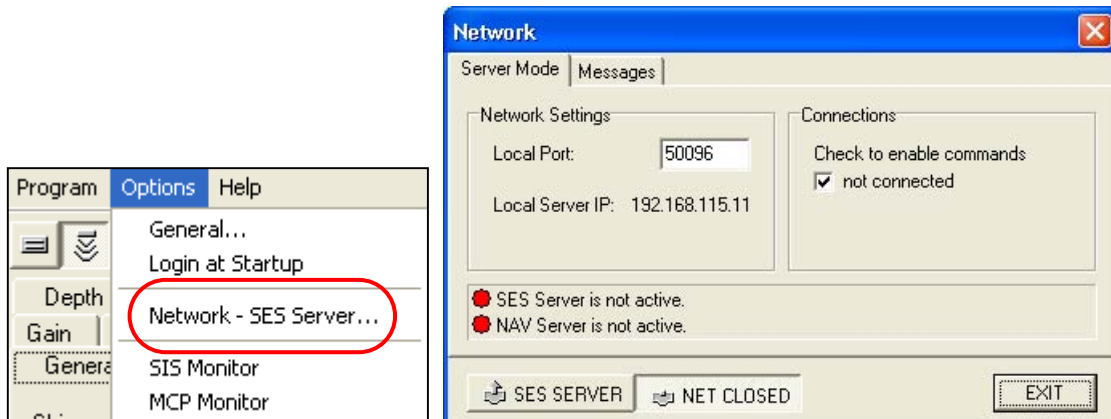 Program Options Help
General...
Login at Startup
Depth
Network - SES Server...
Gain
SIS Monitor
MCP Monitor
Network
Server Mode Messages
Network Settings
Local Port: 50096
Local Server IP: 192.168.115.11
Connections
Check to enable commands
not connected
SES Server is not active.
NAV Server is not active.
SES SERVER NET CLOSED EXIT